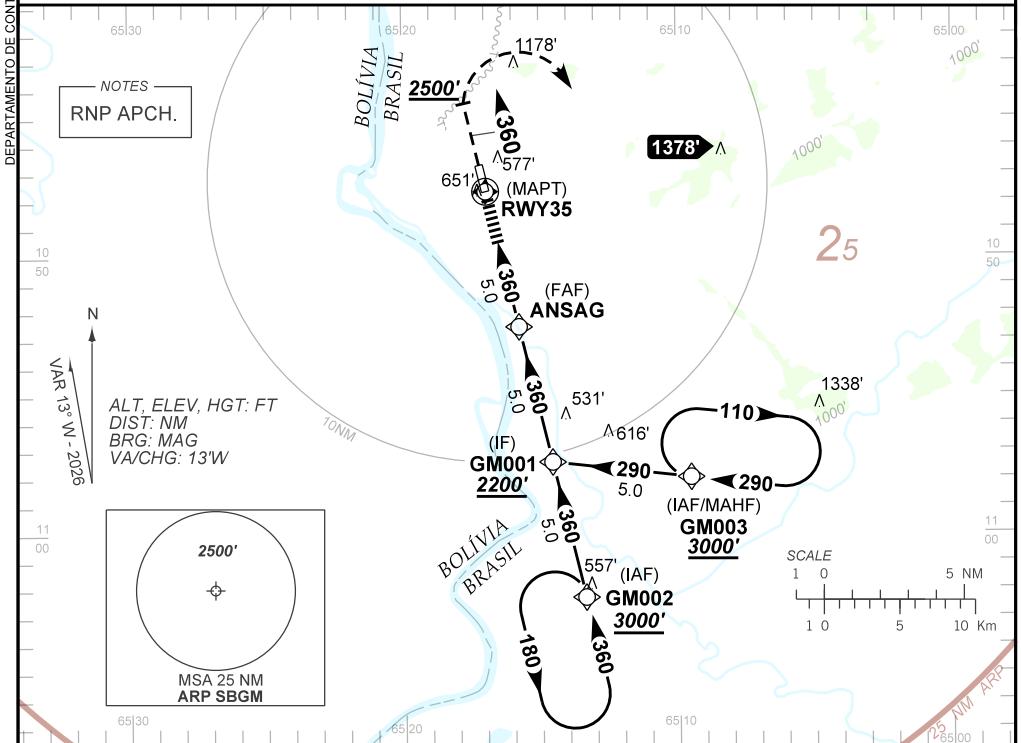 DEPARTAMENTO DE CONT
65 30
65 20
65 10
65 00
NOTES
RNP APCH.
BOLÍVIA
BRASIL
2500'
1178'
1000'
360
577'
1378'
1000'
651'
(MAPT)
RWY35
25
10
50
10
50
360
5.0
(FAF)
ANSAG
N
VAR 13° W - 2026
ALT, ELEV, HGT: FT
DIST: NM
BRG: MAG
VA/CHG: 13'W
360
5.0
531'
616'
1338'
1000'
110
10NM
(IF)
GM001
2200'
290
5.0
290
(IAF/MAHF)
GM003
3000'
11
00
11
00
360
5.0
BOLÍVIA
BRASIL
2500'
MSA 25 NM
ARP SBGM
557'
(IAF)
GM002
3000'
180
360
SCALE
1 0 5 NM
1 0 5 10 Km
25 NM ARP
65 30
65 20
65 10
65 00